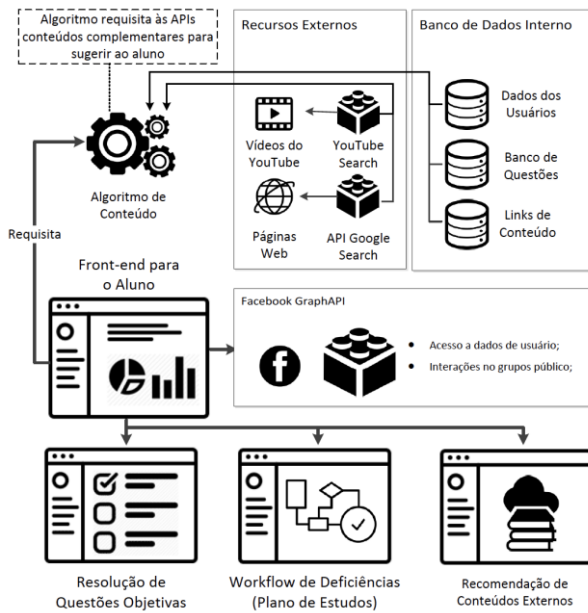 Algoritmo requisita às APIs
conteúdos complementares para
sugerir ao aluno
Algoritmo de
Conteúdo
Requisita
Recursos Externos
Vídeos do
YouTube
YouTube
Search
Páginas
Web
API Google
Search
Banco de Dados Interno
Dados dos
Usuários
Banco de
Questões
Links de
Conteúdo
Front-end para
o Aluno
Facebook GraphAPI
• Acesso a dados de usuário;
• Interações no grupos público;
Resolução de
Questões Objetivas
Workflow de Deficiências
(Plano de Estudos)
Recomendação de
Conteúdos Externos